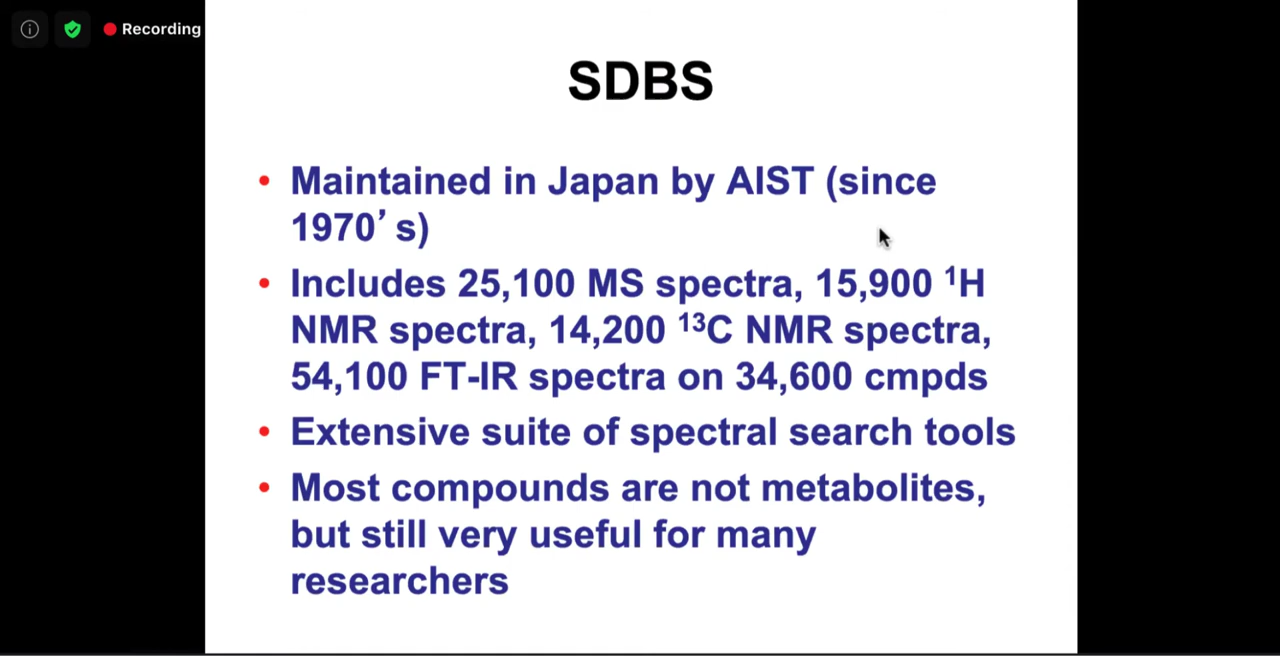 Recording
SDBS
• Maintained in Japan by AIST (since
1970’s)
• Includes 25,100 MS spectra, 15,900 ¹H
NMR spectra, 14,200 ¹³C NMR spectra,
54,100 FT-IR spectra on 34,600 cmpds
• Extensive suite of spectral search tools
• Most compounds are not metabolites,
but still very useful for many
researchers